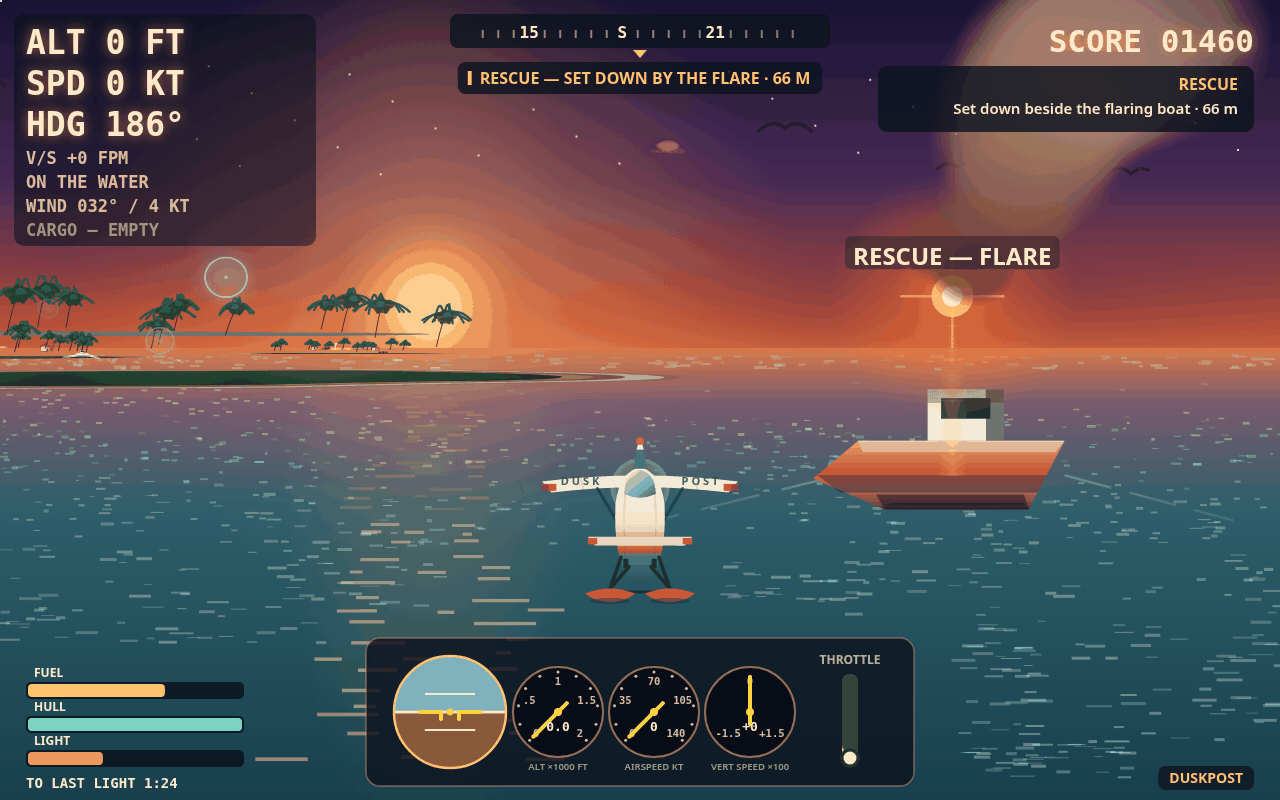 ALT 0 FT
SPD 0 KT
HDG 186°
V/S +0 FPM
ON THE WATER
WIND 032° / 4 KT
CARGO — EMPTY
15 S 21
RESCUE — SET DOWN BY THE FLARE · 66 M
SCORE 01460
RESCUE
Set down beside the flaring boat · 66 m
RESCUE — FLARE
DUSK POST
FUEL
HULL
LIGHT
TO LAST LIGHT 1:24
.5 1 1.5 2
0.0
ALT ×1000 FT
35 70 105 140
0
AIRSPEED KT
-1.5 +0 +1.5
VERT SPEED ×100
THROTTLE
DUSKPOST